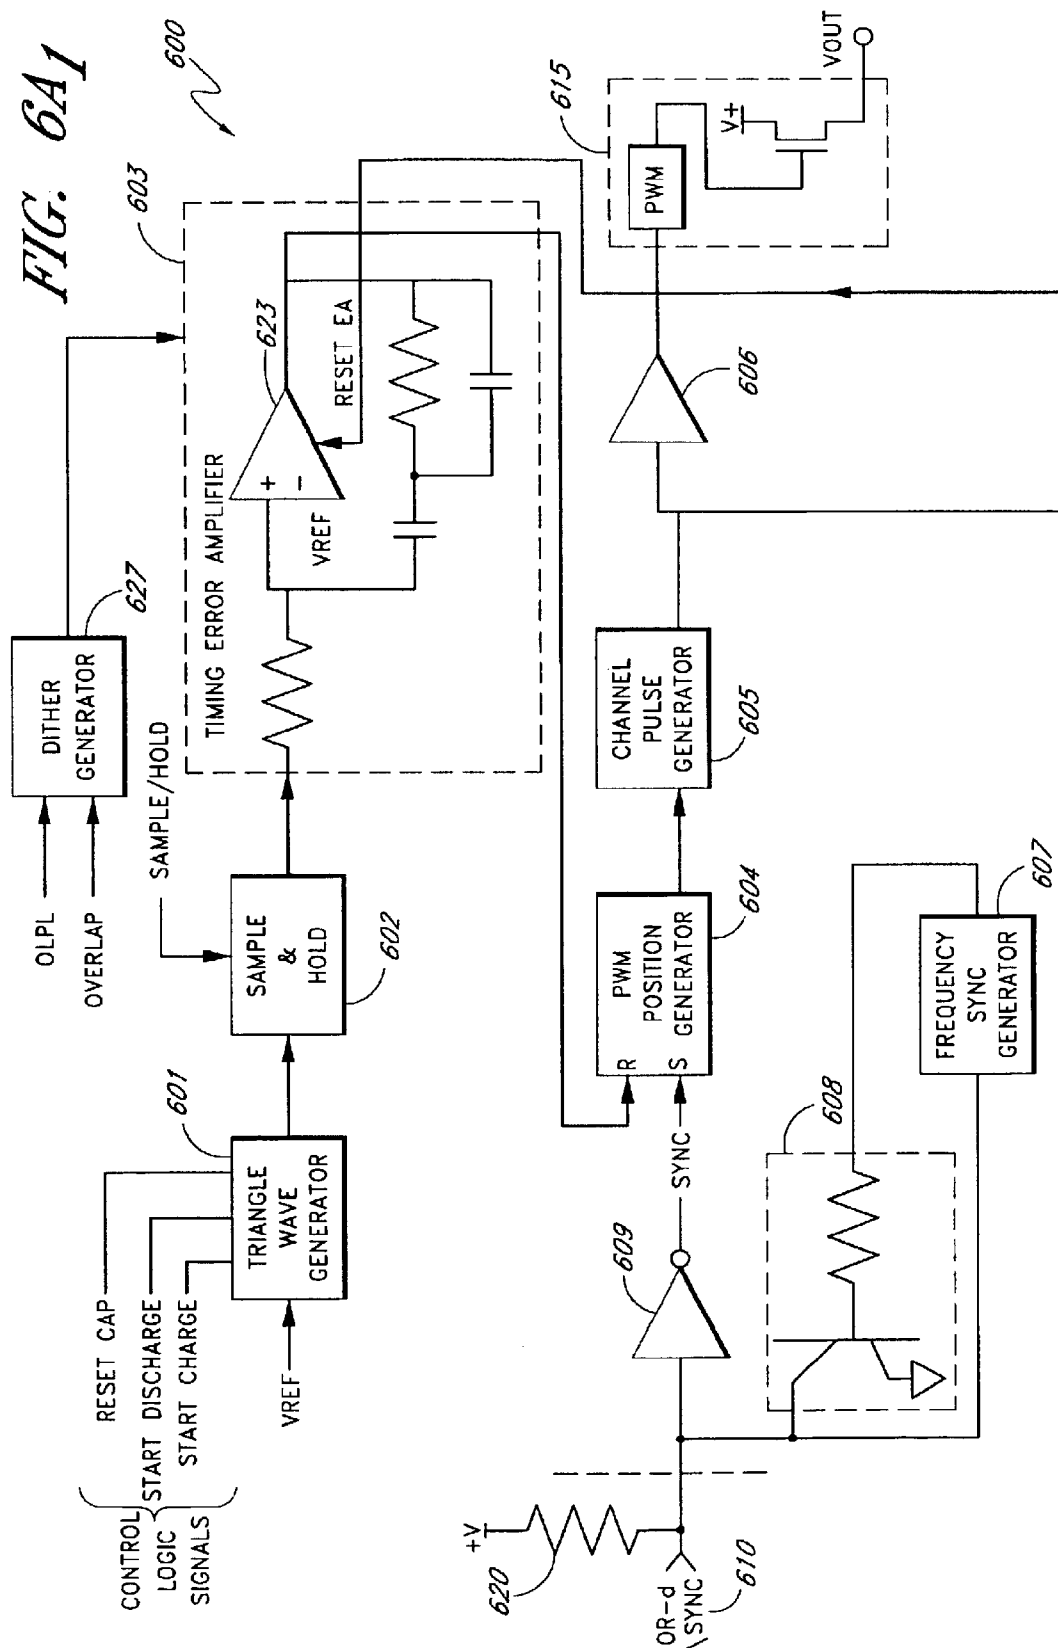 FIG. 6A1
600
CONTROL
LOGIC
SIGNALS
RESET CAP
START DISCHARGE
START CHARGE
VREF
TRIANGLE
WAVE
GENERATOR
601
SAMPLE/HOLD
SAMPLE
&
HOLD
602
OLPL
OVERLAP
DITHER
GENERATOR
627
603
TIMING ERROR AMPLIFIER
+
-
VREF
623
RESET EA
+V
620
OR-d
\SYNC
610
609
SYNC
R
S
PWM
POSITION
GENERATOR
604
CHANNEL
PULSE
GENERATOR
605
606
615
PWM
V+
VOUT
608
FREQUENCY
SYNC
GENERATOR
607